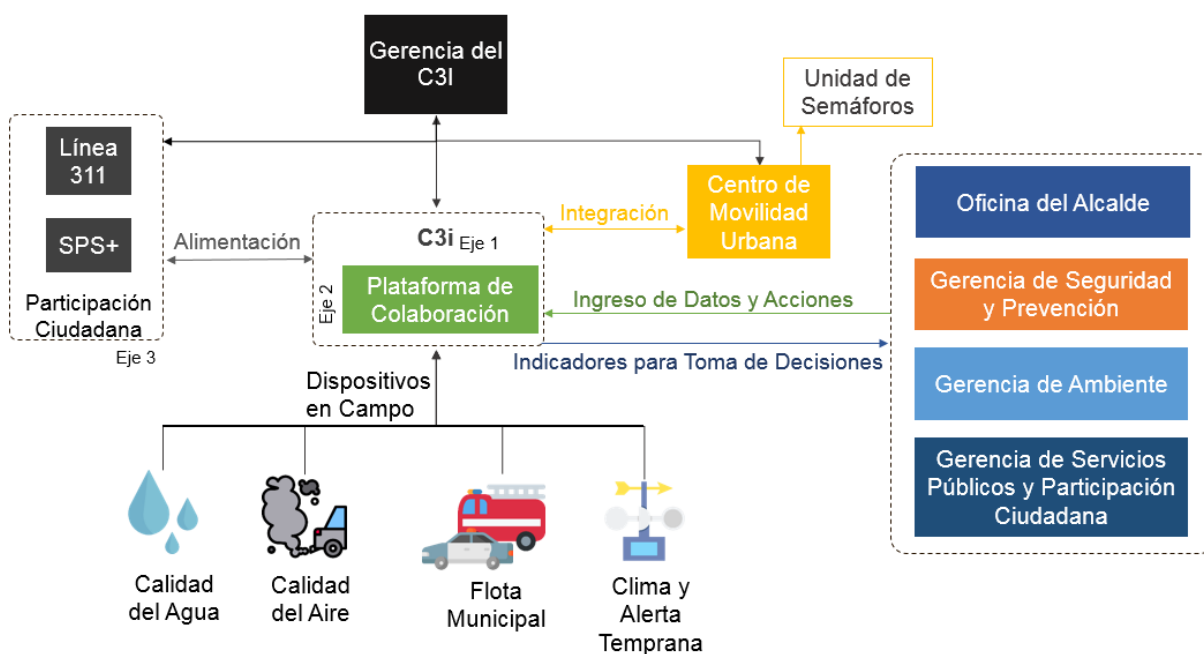 Gerencia del
C3I
Unidad de
Semáforos
Línea
311
SPS+
Participación
Ciudadana
Eje 3
Alimentación
C3i Eje 1
Eje 2
Plataforma de
Colaboración
Integración
Centro de
Movilidad
Urbana
Ingreso de Datos y Acciones
Indicadores para Toma de Decisiones
Oficina del Alcalde
Gerencia de Seguridad
y Prevención
Gerencia de Ambiente
Gerencia de Servicios
Públicos y Participación
Ciudadana
Dispositivos
en Campo
Calidad
del Agua
Calidad
del Aire
Flota
Municipal
Clima y
Alerta
Temprana